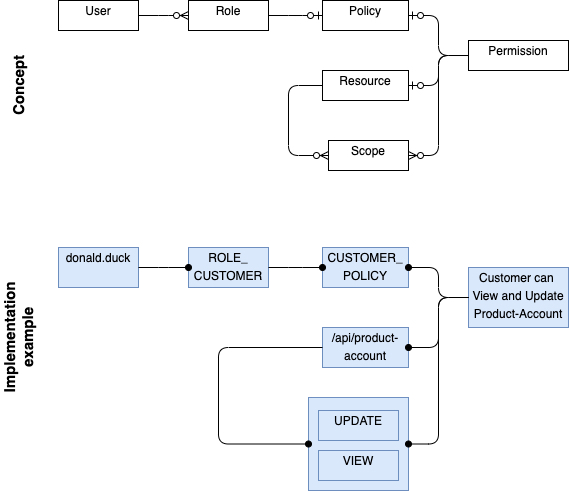 Concept
User
Role
Policy
Permission
Resource
Scope
Implementation
example
donald.duck
ROLE_
CUSTOMER
CUSTOMER_
POLICY
Customer can
View and Update
Product-Account
/api/product-
account
UPDATE
VIEW